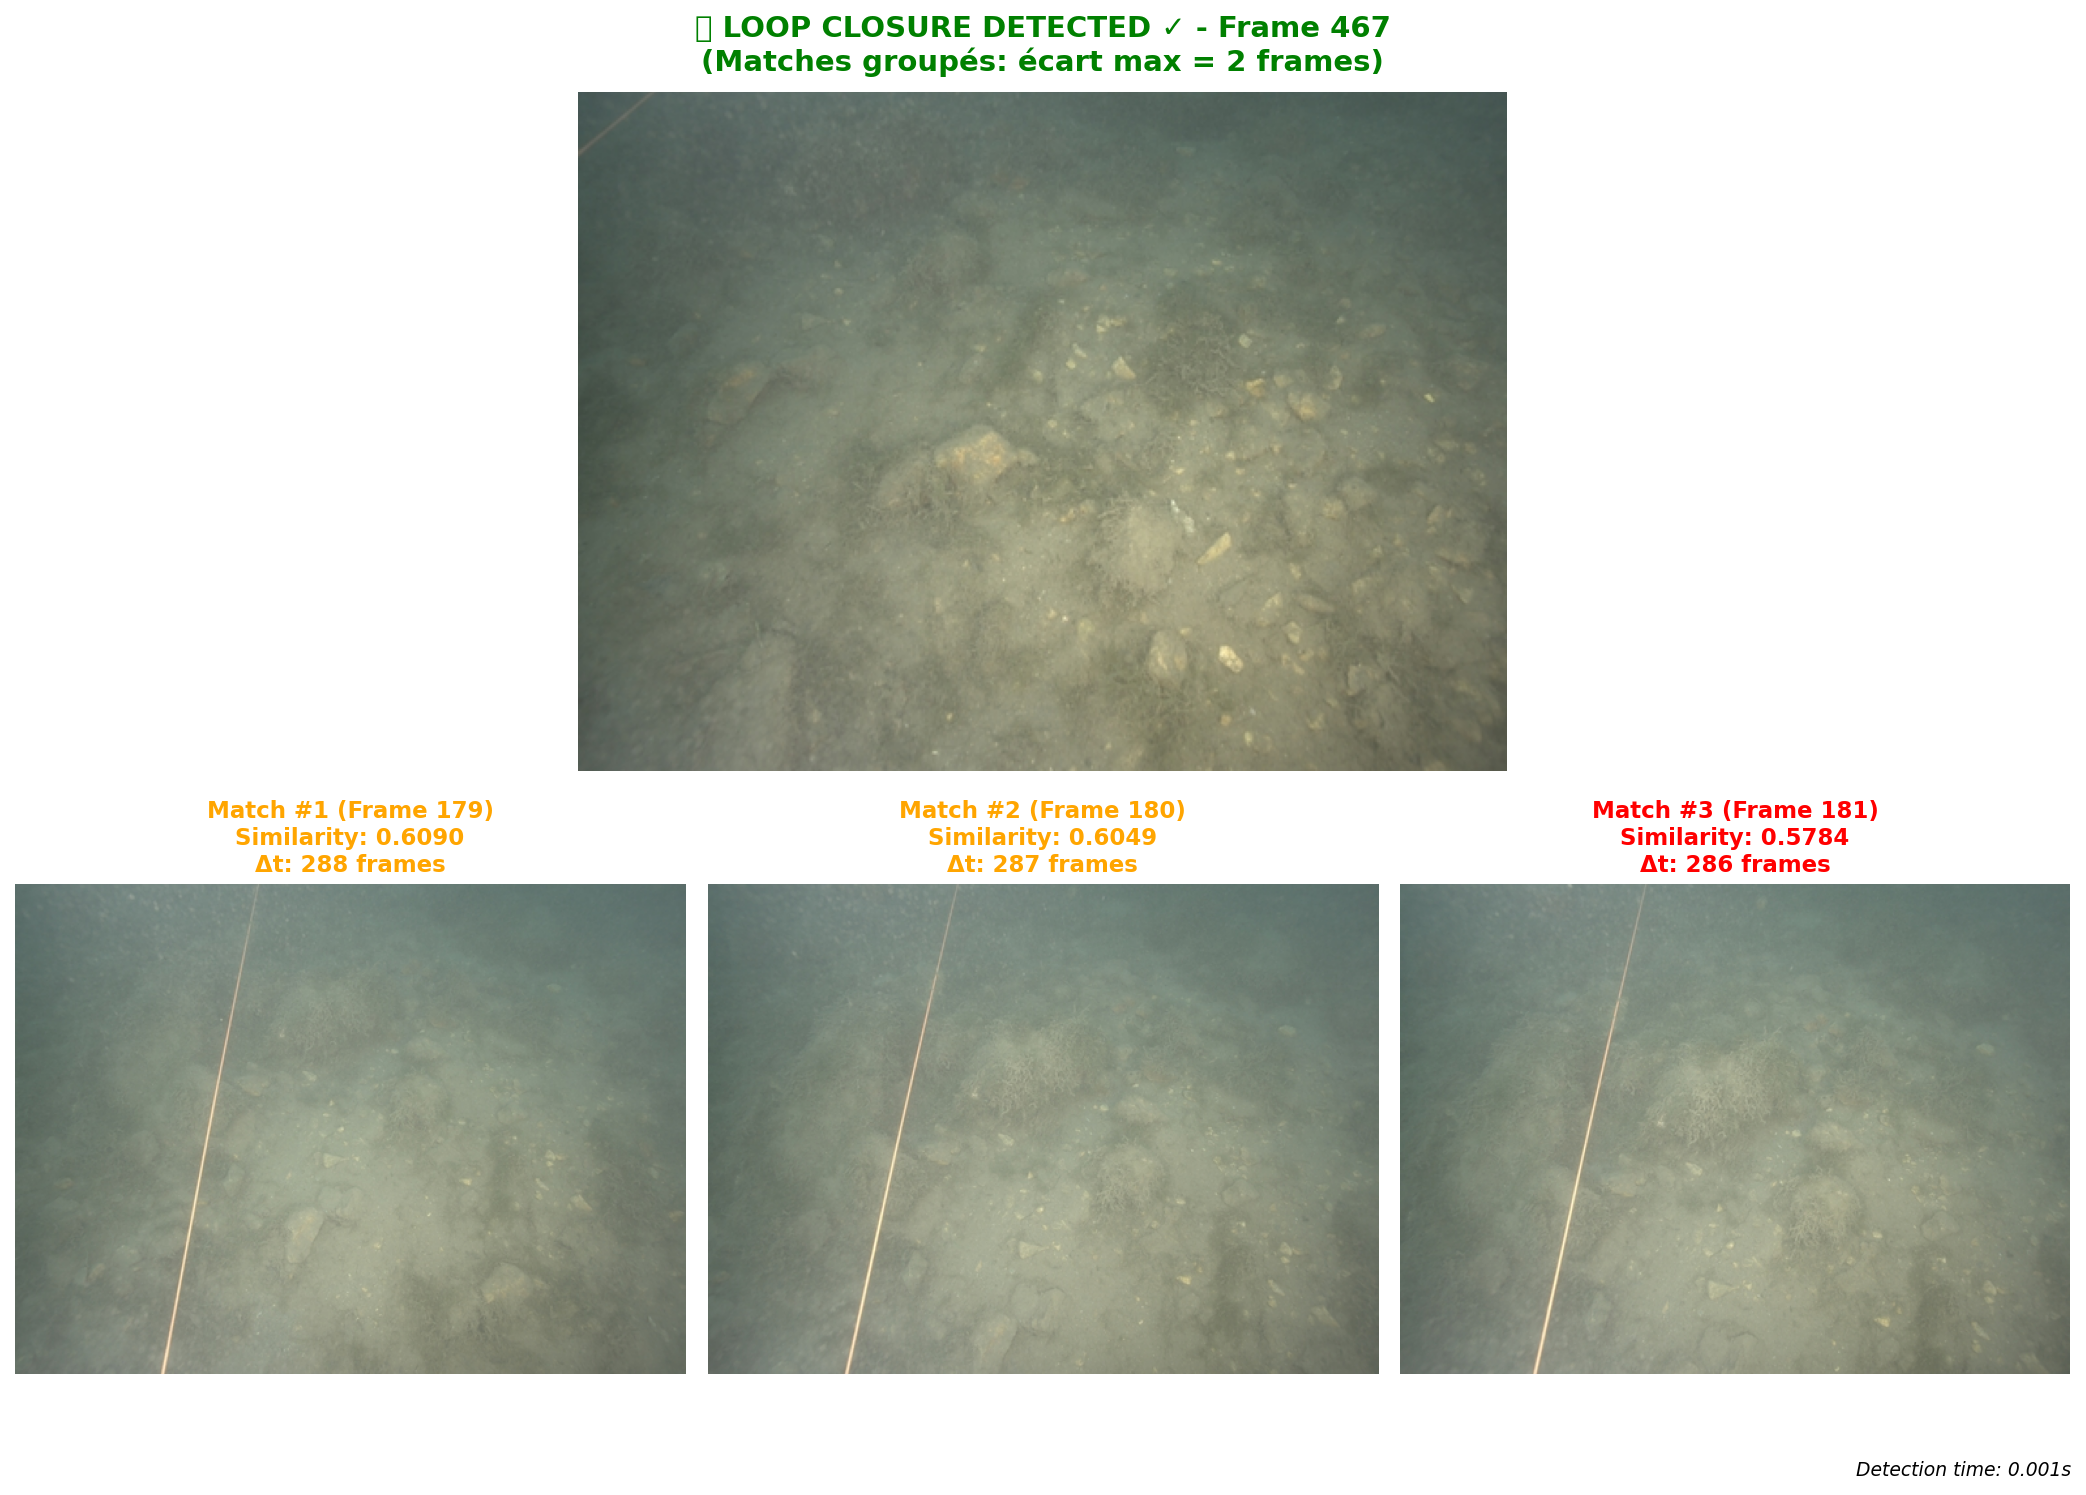 LOOP CLOSURE DETECTED ✓ - Frame 467
(Matches groupés: écart max = 2 frames)
Match #1 (Frame 179)
Similarity: 0.6090
Δt: 288 frames
Match #2 (Frame 180)
Similarity: 0.6049
Δt: 287 frames
Match #3 (Frame 181)
Similarity: 0.5784
Δt: 286 frames
Detection time: 0.001s